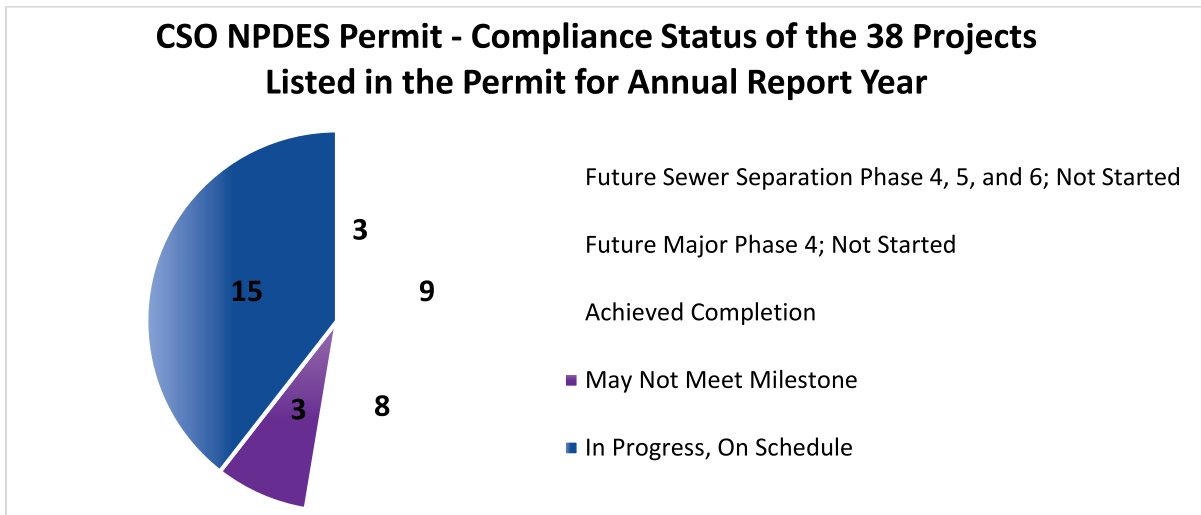 CSO NPDES Permit - Compliance Status of the 38 Projects
Listed in the Permit for Annual Report Year
3
9
15
8
3
Future Sewer Separation Phase 4, 5, and 6; Not Started
Future Major Phase 4; Not Started
Achieved Completion
May Not Meet Milestone
In Progress, On Schedule